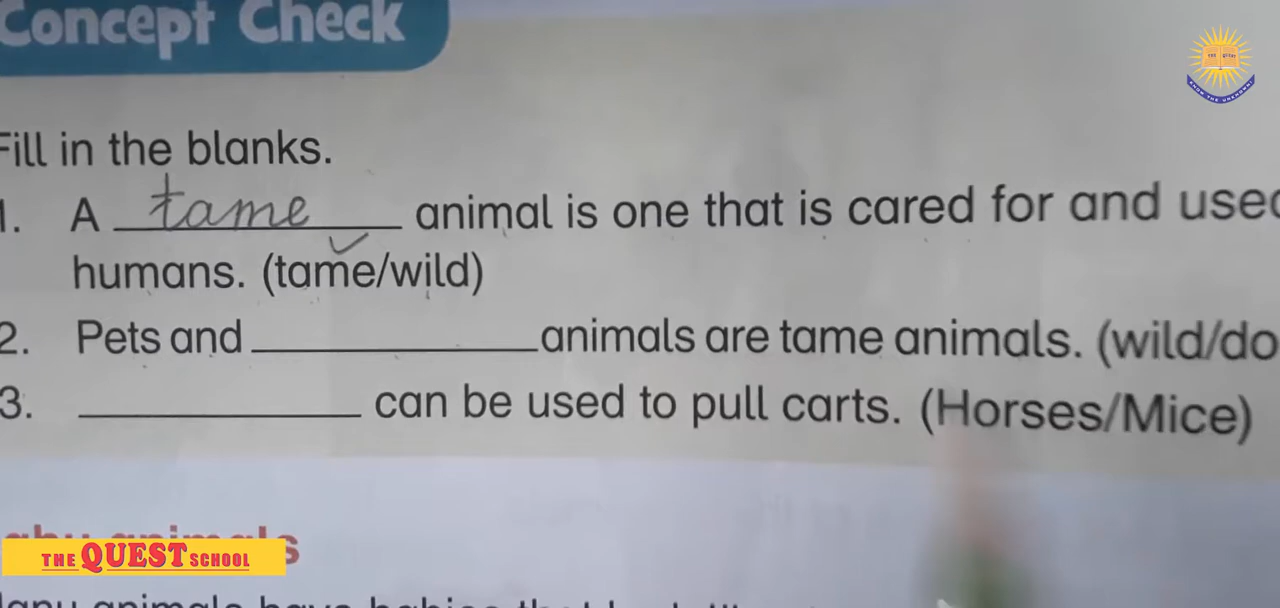 Concept Check
Fill in the blanks.
1. A tame animal is one that is cared for and used
humans. (tame/wild)
2. Pets and ____________ animals are tame animals. (wild/do
3. ____________ can be used to pull carts. (Horses/Mice)
THE QUEST SCHOOL